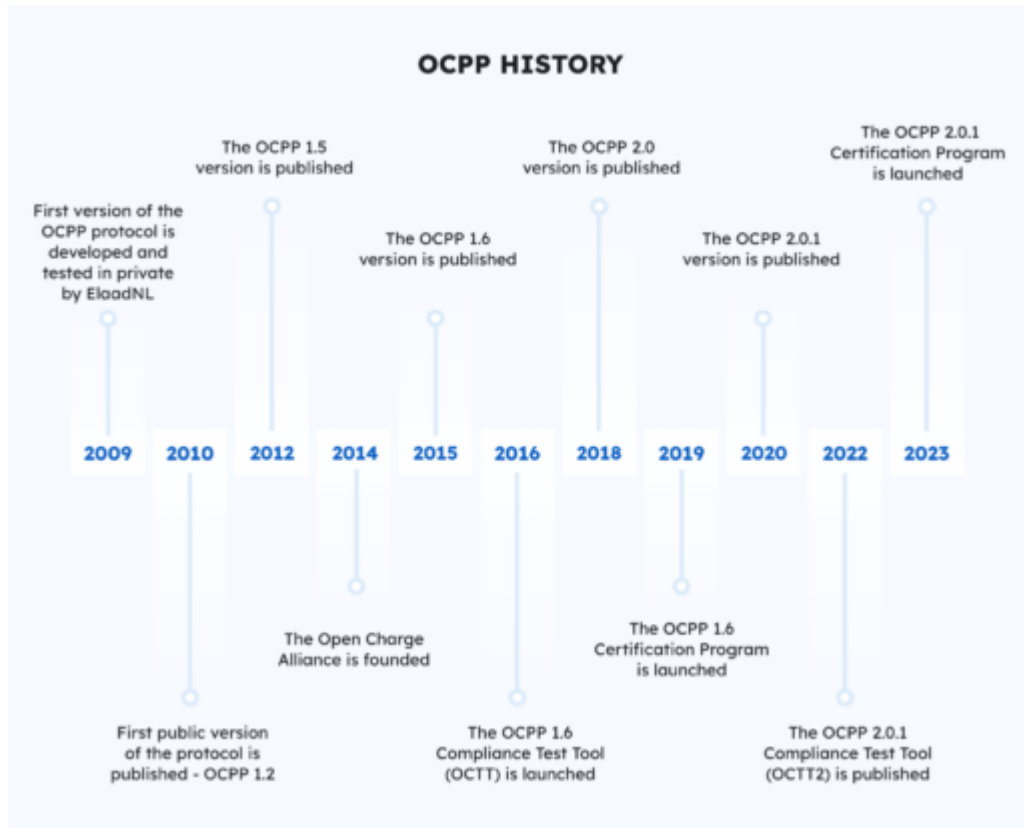 OCPP HISTORY
The OCPP 1.5
version is published
The OCPP 2.0
version is published
The OCPP 2.0.1
Certification Program
is launched
First version of the
OCPP protocol is
developed and
tested in private
by ElaadNL
The OCPP 1.6
version is published
The OCPP 2.0.1
version is published
2009 2010 2012 2014 2015 2016 2018 2019 2020 2022 2023
The Open Charge
Alliance is founded
The OCPP 1.6
Certification Program
is launched
First public version
of the protocol is
published - OCPP 1.2
The OCPP 1.6
Compliance Test Tool
(OCTT) is launched
The OCPP 2.0.1
Compliance Test Tool
(OCTT2) is published